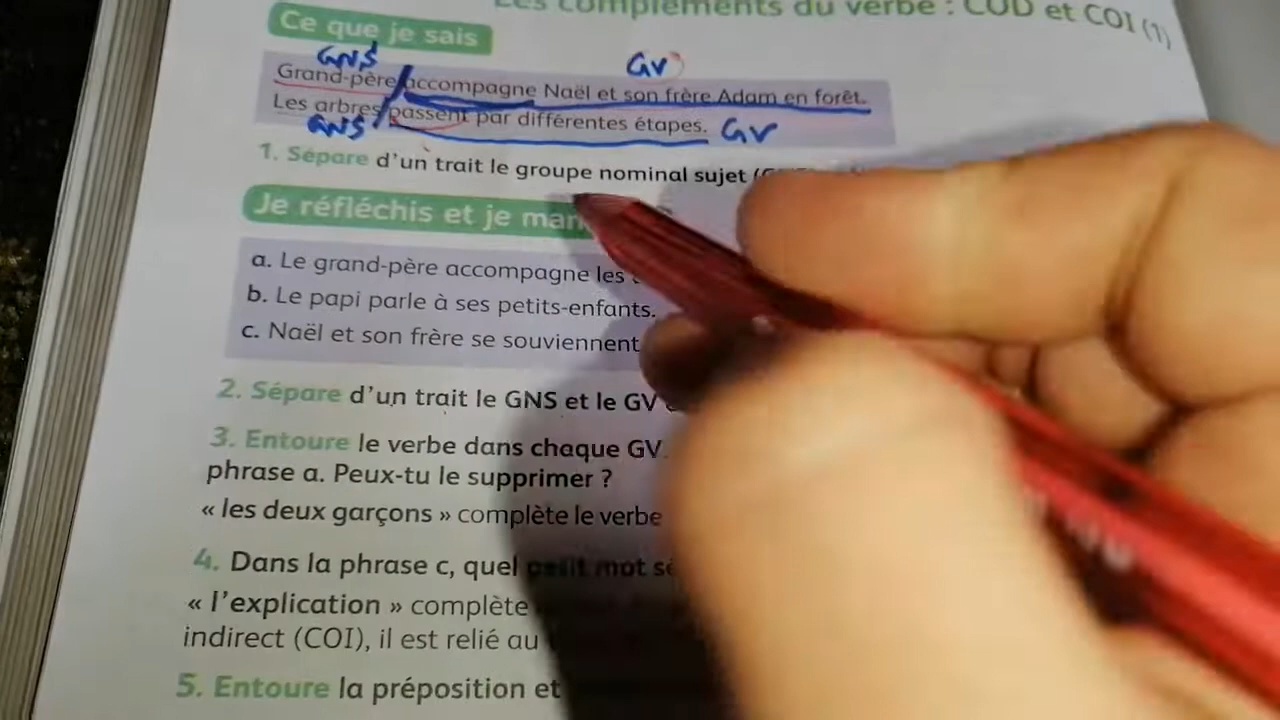 Les compléments du verbe : COD et COI (1)
Ce que je sais
GNS GV
Grand-père accompagne Naël et son frère Adam en forêt.
Les arbres passent par différentes étapes. GV
GNS
1. Sépare d'un trait le groupe nominal sujet
Je réfléchis et je
a. Le grand-père accompagne les
b. Le papi parle à ses petits-enfants.
c. Naël et son frère se souviennent
2. Sépare d'un trait le GNS et le GV
3. Entoure le verbe dans chaque GV.
phrase a. Peux-tu le supprimer ?
« les deux garçons » complète le verbe
4. Dans la phrase c, quel petit mot
« l'explication » complète
indirect (COI), il est relié au
5. Entoure la préposition et